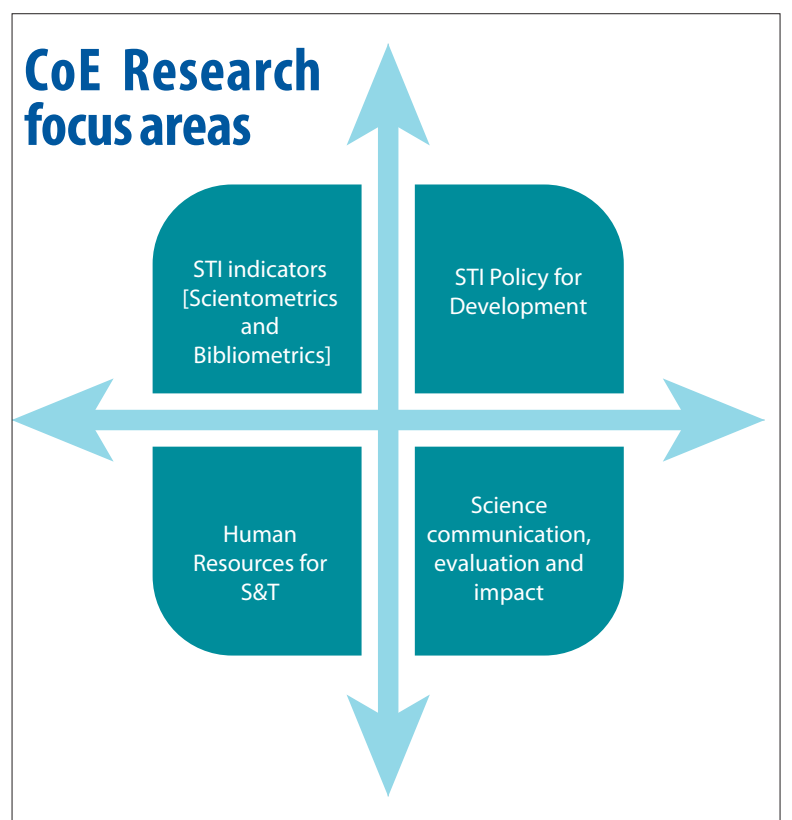 CoE Research
focus areas
STI indicators
[Scientometrics
and
Bibliometrics]
STI Policy for
Development
Human
Resources for
S&T
Science
communication,
evaluation and
impact